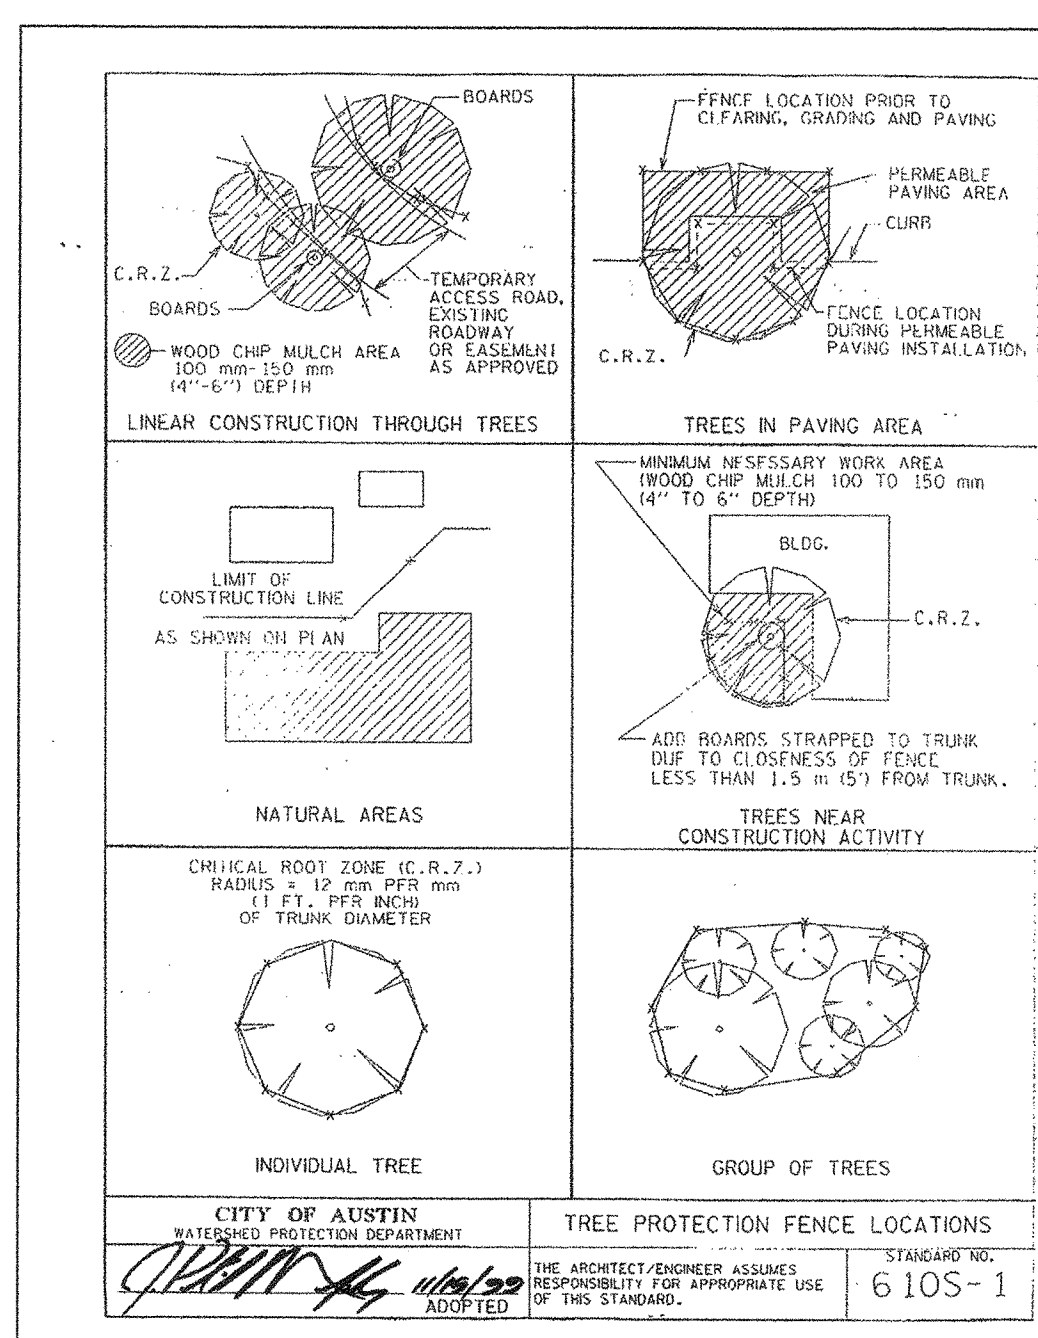 BOARDS
C.R.Z.
BOARDS
TEMPORARY
ACCESS ROAD,
EXISTING
ROADWAY
OR EASEMENT
AS APPROVED
WOOD CHIP MULCH AREA
100 mm-150 mm
(4''-6'') DEPTH
LINEAR CONSTRUCTION THROUGH TREES
FENCE LOCATION PRIOR TO
CLEARING, GRADING AND PAVING
PERMEABLE
PAVING AREA
CURB
FENCE LOCATION
DURING PERMEABLE
PAVING INSTALLATION
C.R.Z.
TREES IN PAVING AREA
LIMIT OF
CONSTRUCTION LINE
AS SHOWN ON PLAN
NATURAL AREAS
MINIMUM NESESSARY WORK AREA
(WOOD CHIP MULCH 100 TO 150 mm
(4'' TO 6'' DEPTH)
BLDG.
C.R.Z.
ADD BOARDS STRAPPED TO TRUNK
DUE TO CLOSENESS OF FENCE
LESS THAN 1.5 m (5') FROM TRUNK.
TREES NEAR
CONSTRUCTION ACTIVITY
CRITICAL ROOT ZONE (C.R.Z.)
RADIUS = 12 mm PER mm
(1 FT. PER INCH)
OF TRUNK DIAMETER
INDIVIDUAL TREE
GROUP OF TREES
CITY OF AUSTIN
WATERSHED PROTECTION DEPARTMENT
11/15/99
ADOPTED
TREE PROTECTION FENCE LOCATIONS
THE ARCHITECT/ENGINEER ASSUMES
RESPONSIBILITY FOR APPROPRIATE USE
OF THIS STANDARD.
STANDARD NO.
610S-1